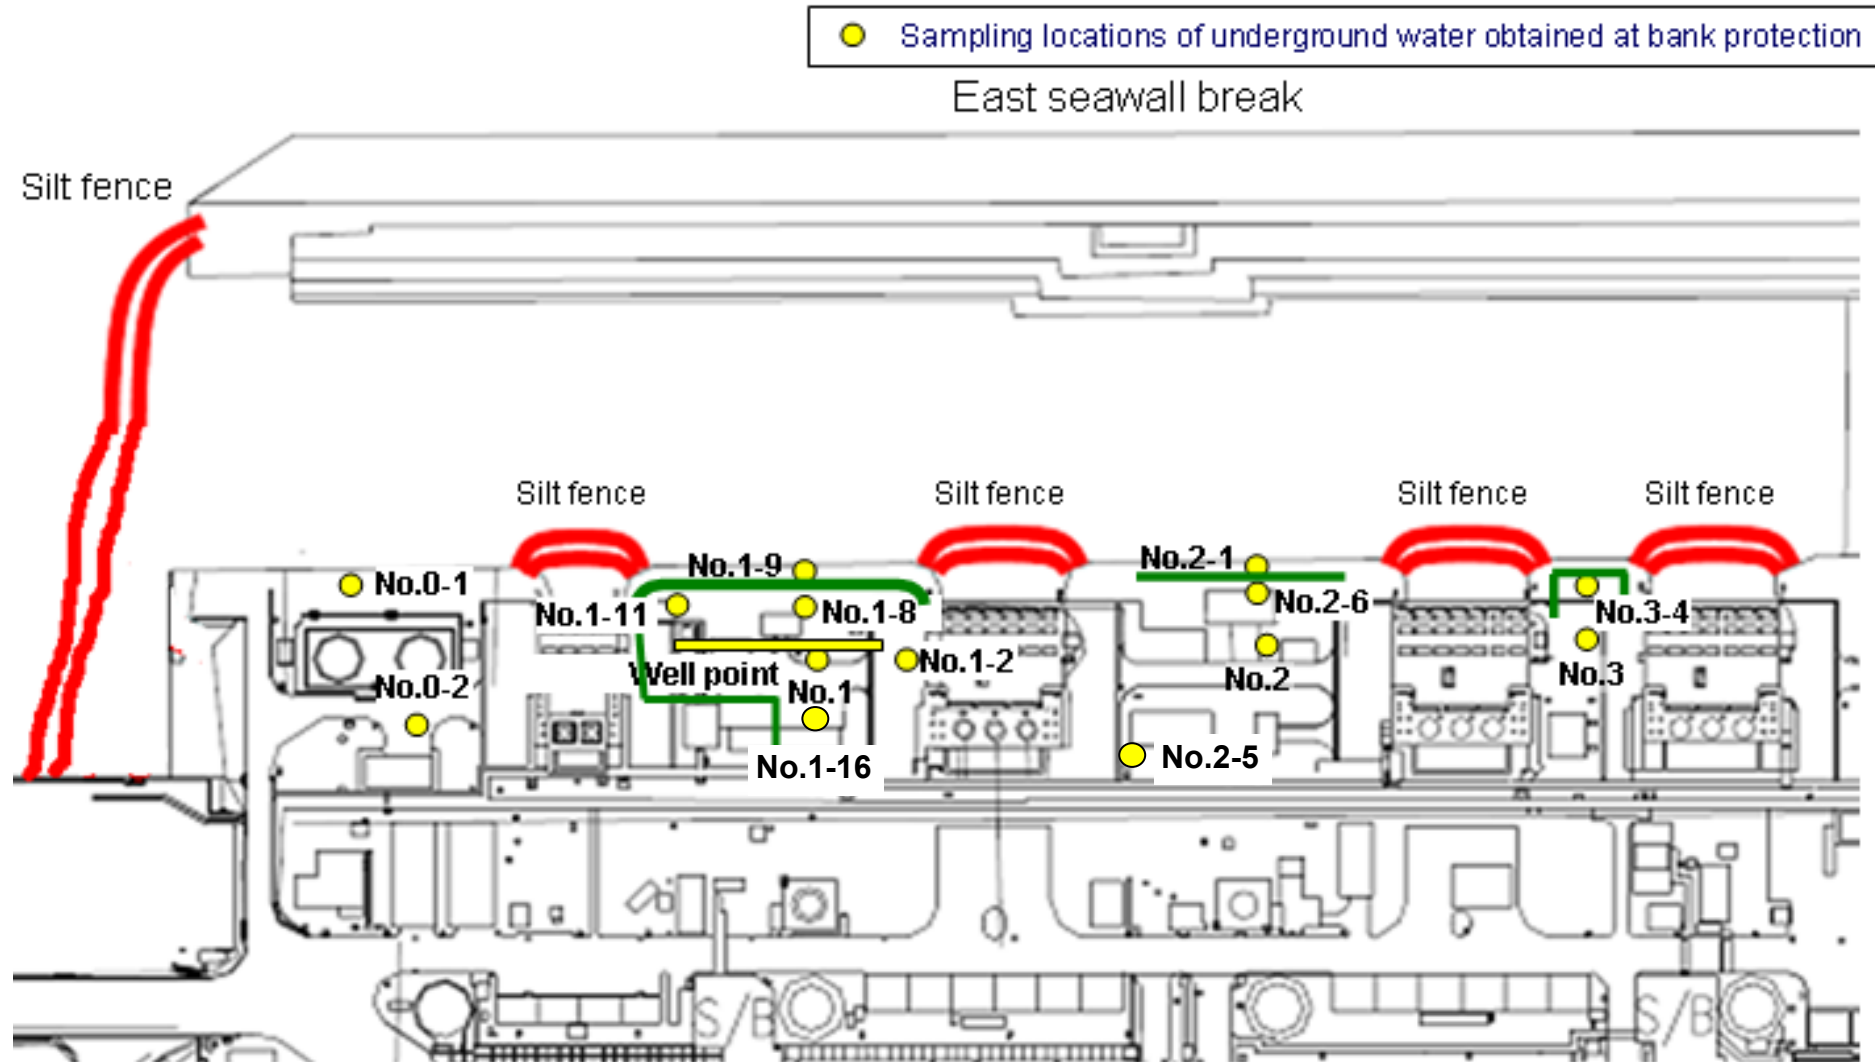 Sampling locations of underground water obtained at bank protection
East seawall break
Silt fence
Silt fence
Silt fence
Silt fence
Silt fence
No.1-9
No.2-1
No.0-1
No.1-11
No.1-8
No.2-6
No.3-4
Well point
No.1-2
No.0-2
No.1
No.2
No.3
No.1-16
No.2-5
S/B
S/B